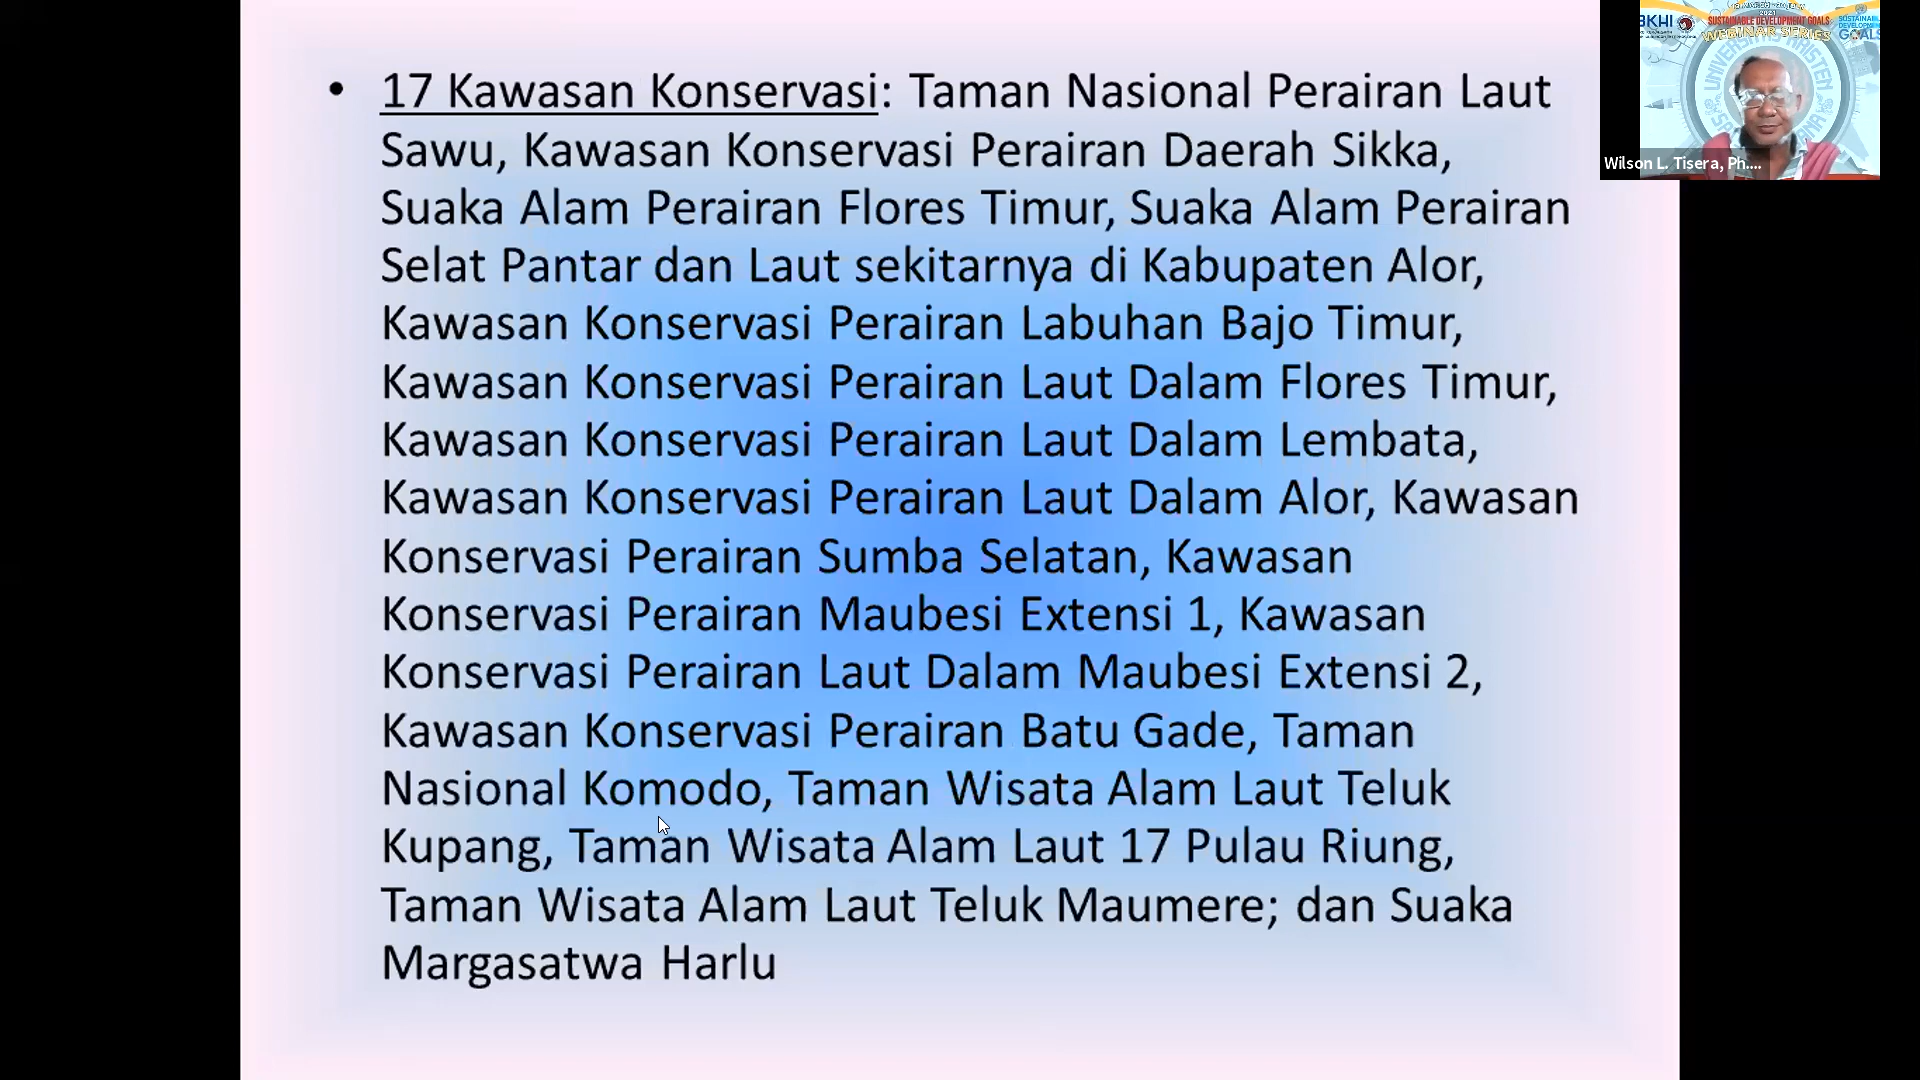 • 17 Kawasan Konservasi: Taman Nasional Perairan Laut
Sawu, Kawasan Konservasi Perairan Daerah Sikka,
Suaka Alam Perairan Flores Timur, Suaka Alam Perairan
Selat Pantar dan Laut sekitarnya di Kabupaten Alor,
Kawasan Konservasi Perairan Labuhan Bajo Timur,
Kawasan Konservasi Perairan Laut Dalam Flores Timur,
Kawasan Konservasi Perairan Laut Dalam Lembata,
Kawasan Konservasi Perairan Laut Dalam Alor, Kawasan
Konservasi Perairan Sumba Selatan, Kawasan
Konservasi Perairan Maubesi Extensi 1, Kawasan
Konservasi Perairan Laut Dalam Maubesi Extensi 2,
Kawasan Konservasi Perairan Batu Gade, Taman
Nasional Komodo, Taman Wisata Alam Laut Teluk
Kupang, Taman Wisata Alam Laut 17 Pulau Riung,
Taman Wisata Alam Laut Teluk Maumere; dan Suaka
Margasatwa Harlu
2021
BKHI
SUSTAINABLE DEVELOPMENT GOALS
WEBINAR SERIES
GOALS
Wilson L. Tisera, Ph....